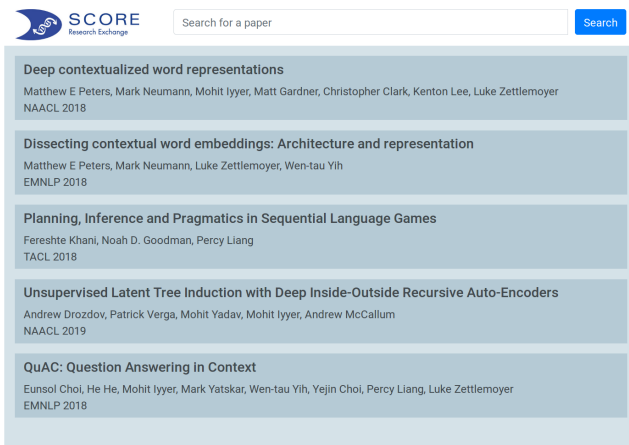 SCORE
Research Exchange
Search for a paper
Search
Deep contextualized word representations
Matthew E Peters, Mark Neumann, Mohit Iyyer, Matt Gardner, Christopher Clark, Kenton Lee, Luke Zettlemoyer
NAACL 2018
Dissecting contextual word embeddings: Architecture and representation
Matthew E Peters, Mark Neumann, Luke Zettlemoyer, Wen-tau Yih
EMNLP 2018
Planning, Inference and Pragmatics in Sequential Language Games
Fereshte Khani, Noah D. Goodman, Percy Liang
TACL 2018
Unsupervised Latent Tree Induction with Deep Inside-Outside Recursive Auto-Encoders
Andrew Drozdov, Patrick Verga, Mohit Yadav, Mohit Iyyer, Andrew McCallum
NAACL 2019
QuAC: Question Answering in Context
Eunsol Choi, He He, Mohit Iyyer, Mark Yatskar, Wen-tau Yih, Yejin Choi, Percy Liang, Luke Zettlemoyer
EMNLP 2018